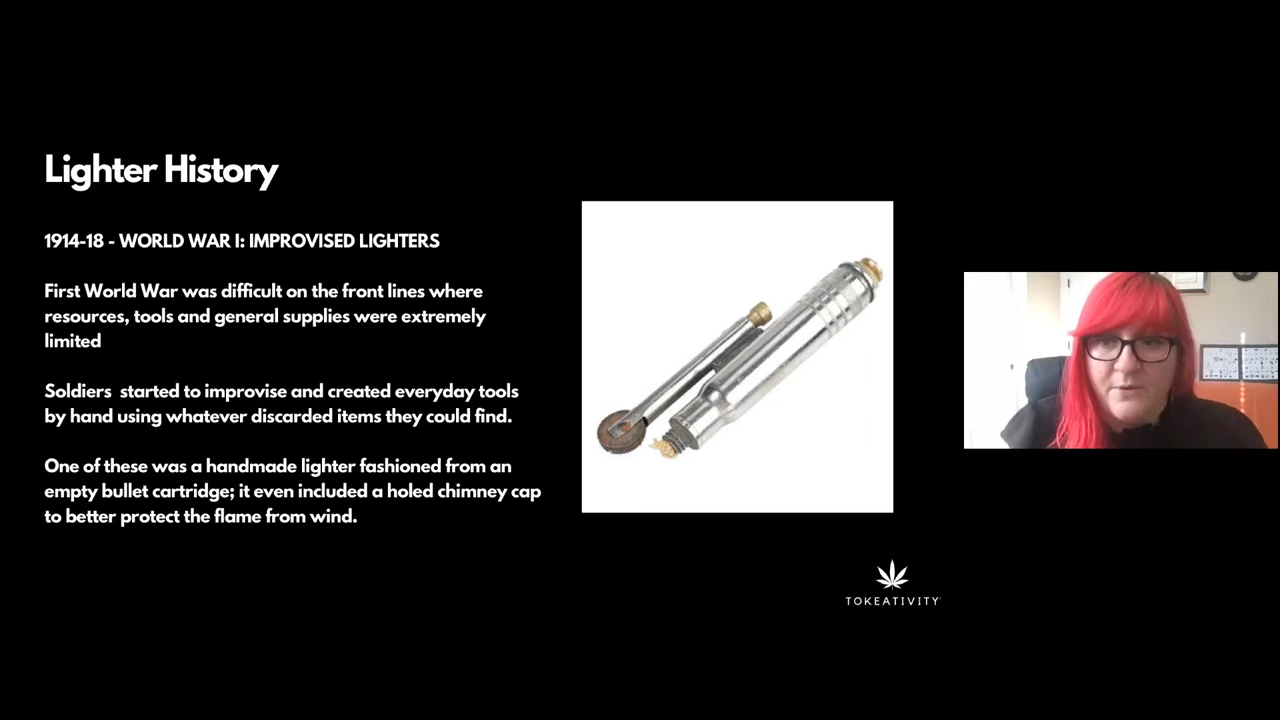 Lighter History
1914-18 - WORLD WAR I: IMPROVISED LIGHTERS
First World War was difficult on the front lines where
resources, tools and general supplies were extremely
limited
Soldiers started to improvise and created everyday tools
by hand using whatever discarded items they could find.
One of these was a handmade lighter fashioned from an
empty bullet cartridge; it even included a holed chimney cap
to better protect the flame from wind.
TOKEATIVITY